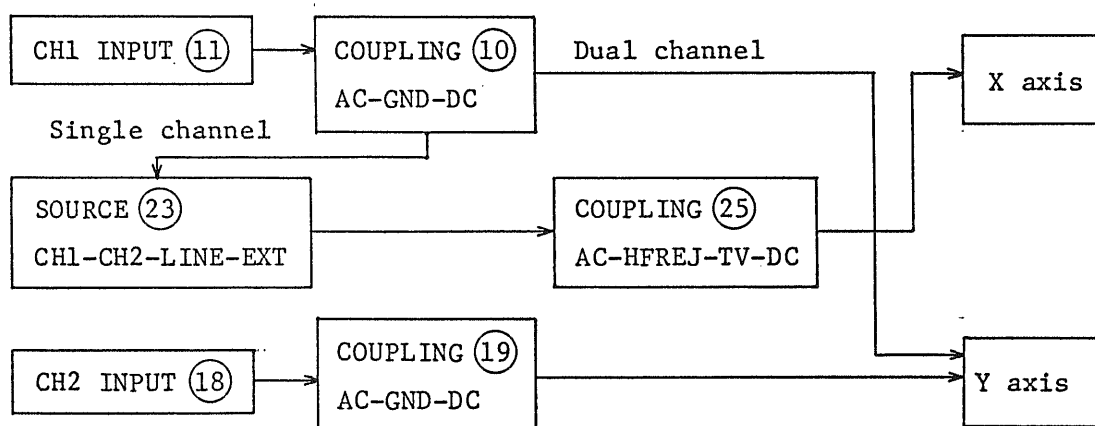 CH1 INPUT 11
COUPLING 10
AC-GND-DC
Dual channel
X axis
Single channel
SOURCE 23
CH1-CH2-LINE-EXT
COUPLING 25
AC-HFREJ-TV-DC
CH2 INPUT 18
COUPLING 19
AC-GND-DC
Y axis